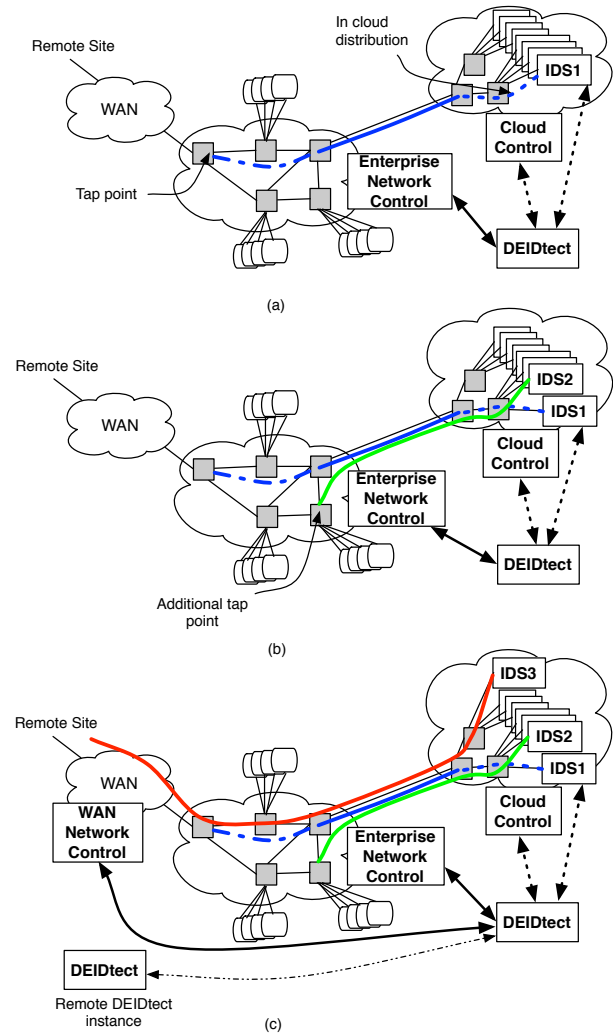 In cloud
distribution
Remote Site
IDS1
WAN
Cloud
Control
Tap point
Enterprise
Network
Control
DEIDtect
(a)
Remote Site
IDS2
WAN
IDS1
Cloud
Control
Enterprise
Network
Control
DEIDtect
Additional tap
point
(b)
IDS3
Remote Site
IDS2
WAN
IDS1
WAN
Network
Control
Cloud
Control
Enterprise
Network
Control
DEIDtect
DEIDtect
Remote DEIDtect
instance
(c)